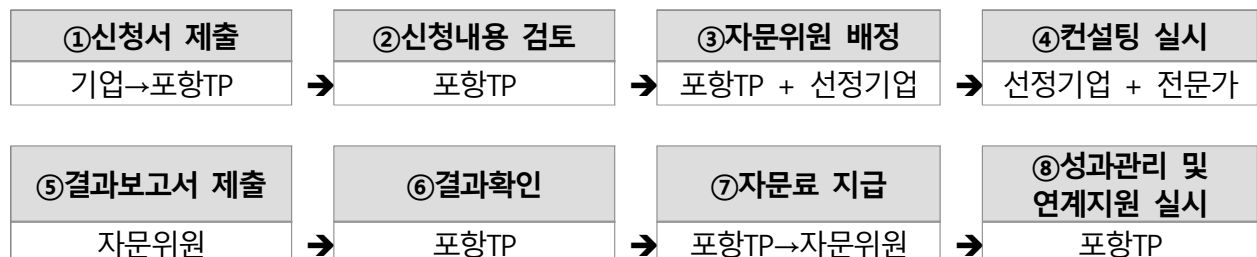 ①신청서 제출 ②신청내용 검토 ③자문위원 배정 ④컨설팅 실시
기업→포항TP ➔ 포항TP ➔ 포항TP + 선정기업 ➔ 선정기업 + 전문가
⑤결과보고서 제출 ⑥결과확인 ⑦자문료 지급 ⑧성과관리 및
연계지원 실시
자문위원 ➔ 포항TP ➔ 포항TP→자문위원 ➔ 포항TP